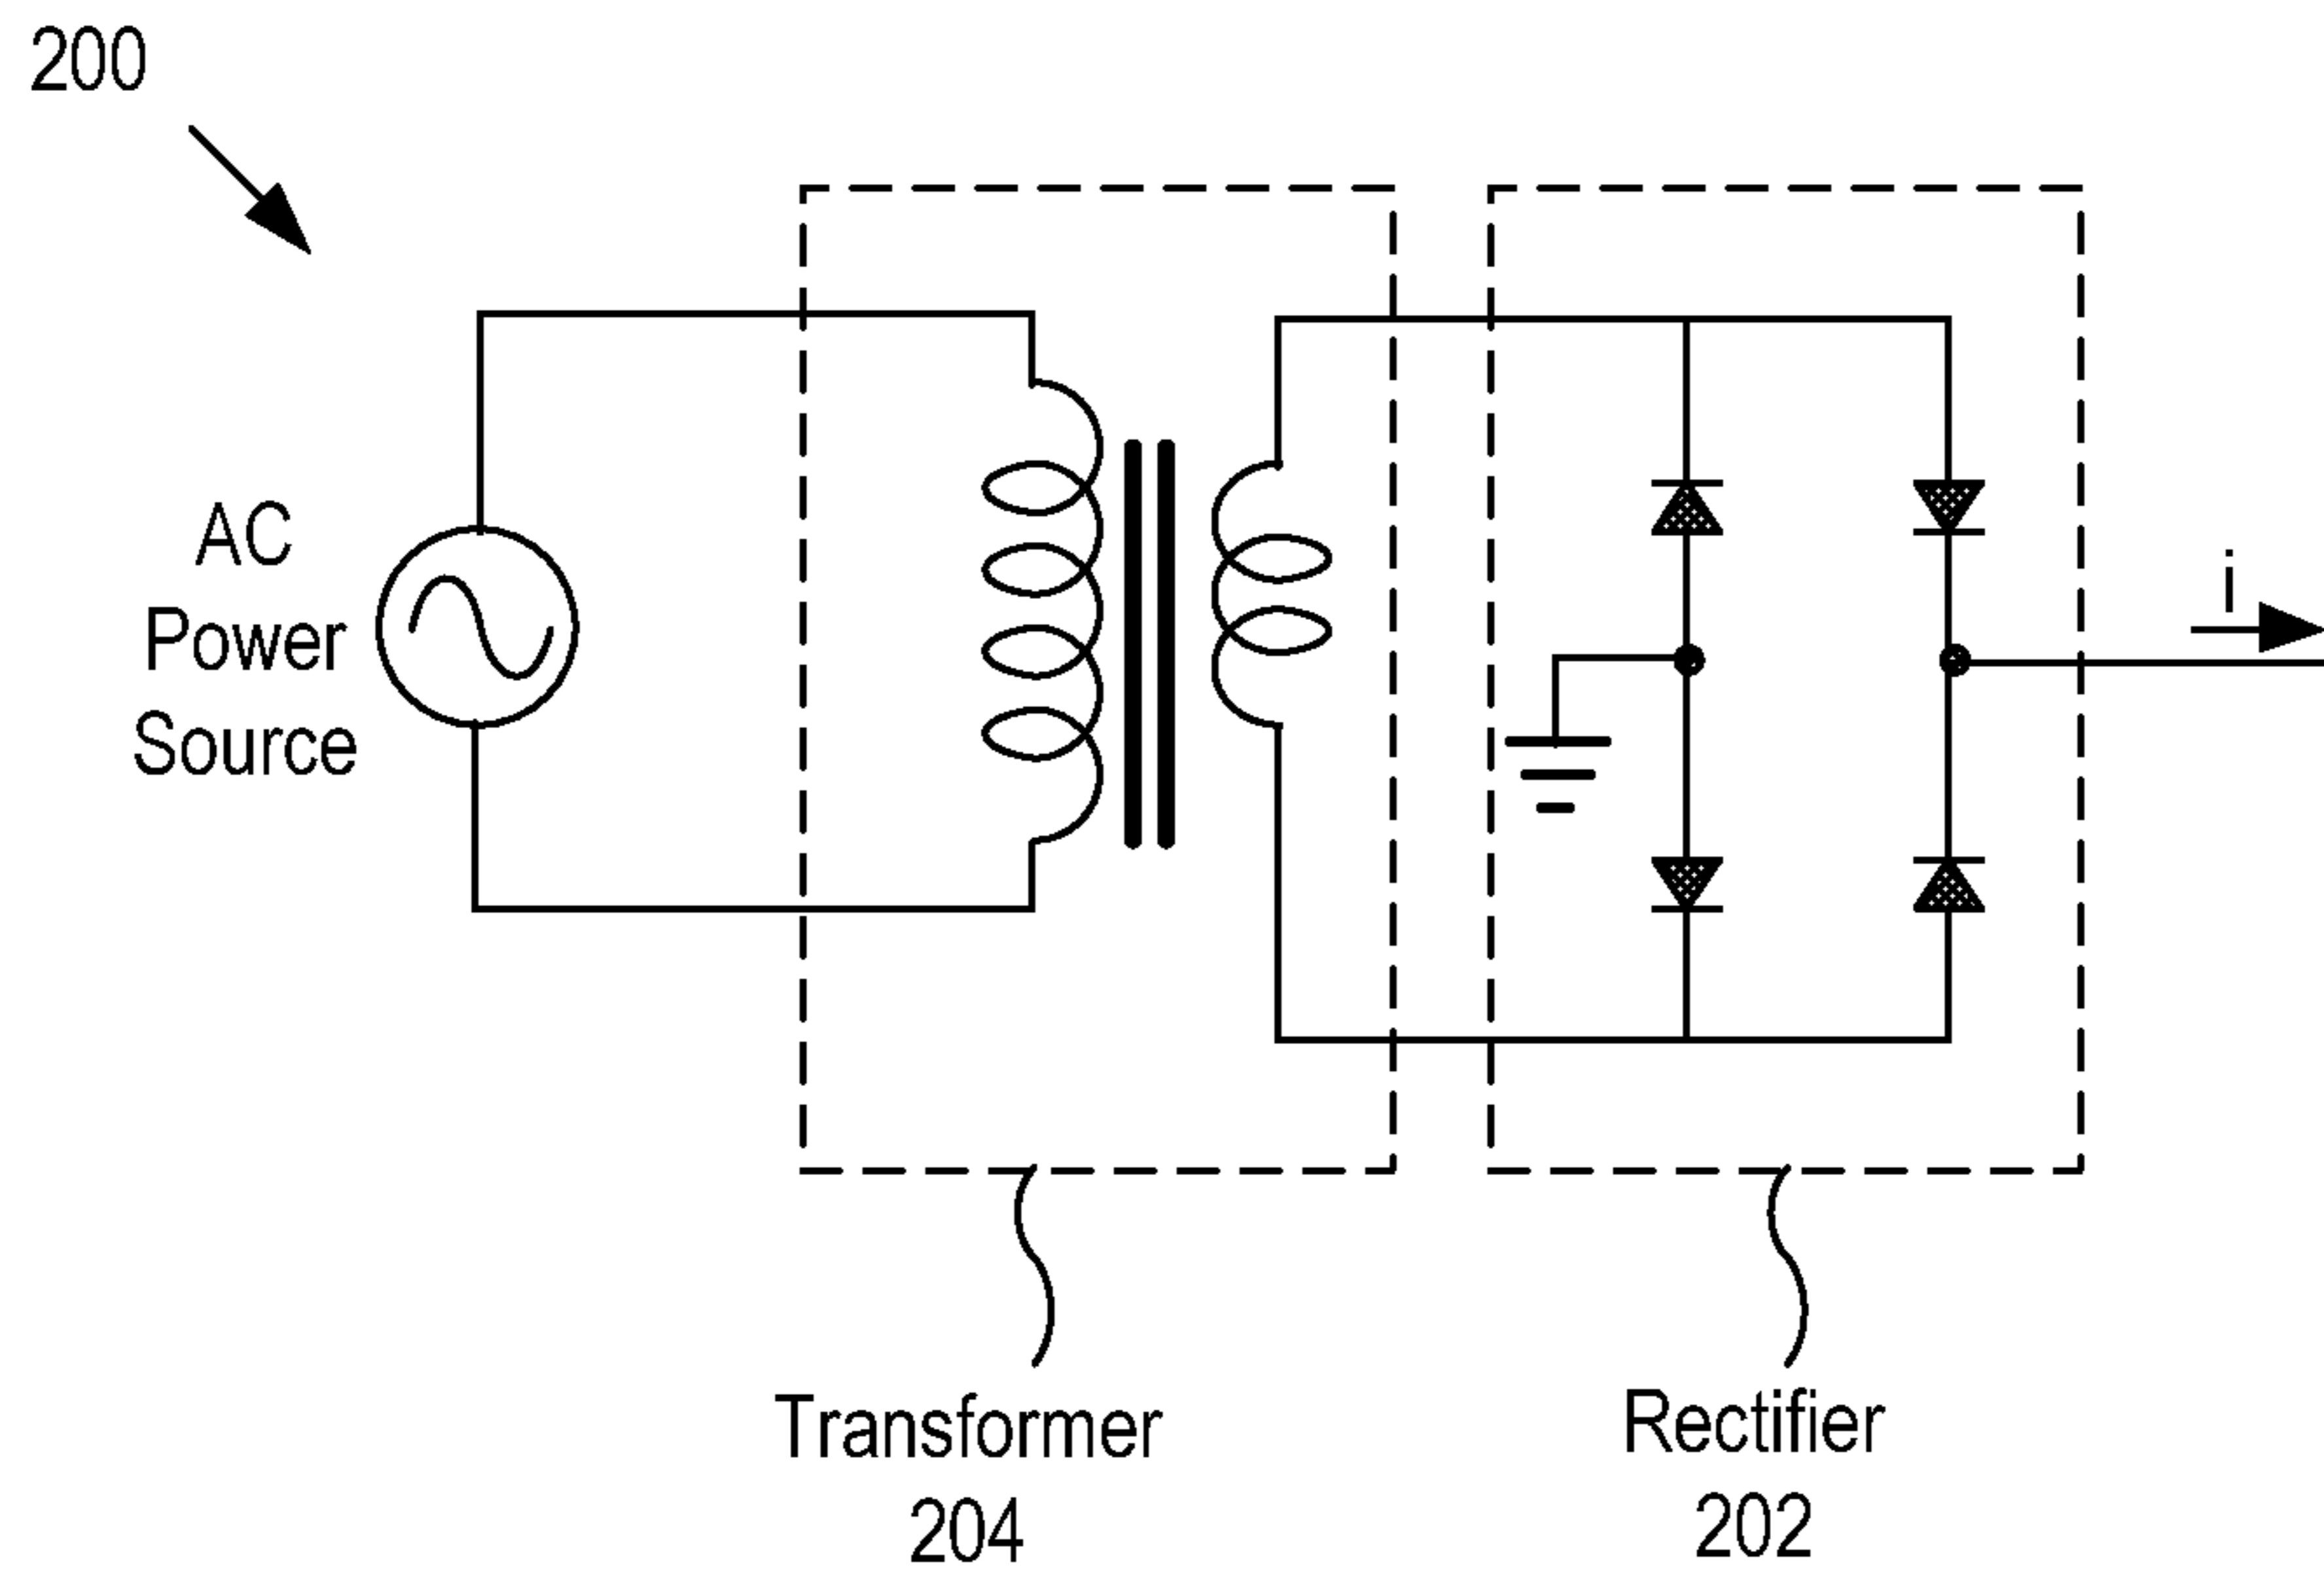 200
AC
Power
Source
i
Transformer
204
Rectifier
202